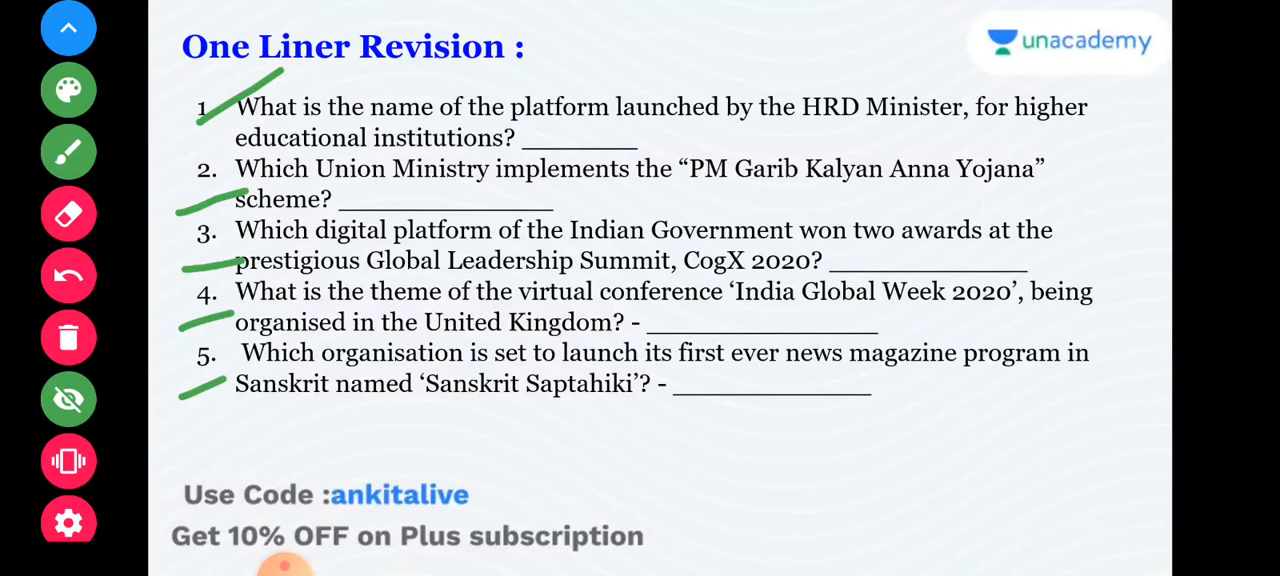 One Liner Revision :
unacademy
1. What is the name of the platform launched by the HRD Minister, for higher
educational institutions? _________
2. Which Union Ministry implements the “PM Garib Kalyan Anna Yojana”
scheme? _________________
3. Which digital platform of the Indian Government won two awards at the
prestigious Global Leadership Summit, CogX 2020? ________________
4. What is the theme of the virtual conference ‘India Global Week 2020’, being
organised in the United Kingdom? - __________________
5. Which organisation is set to launch its first ever news magazine program in
Sanskrit named ‘Sanskrit Saptahiki’? - ________________
Use Code :ankitalive
Get 10% OFF on Plus subscription